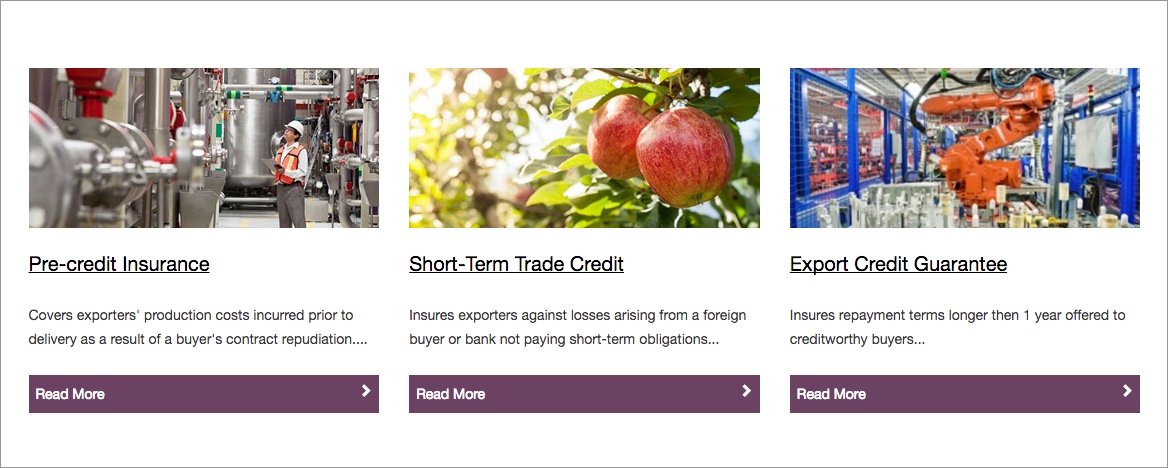 Pre-credit Insurance
Covers exporters' production costs incurred prior to
delivery as a result of a buyer's contract repudiation....
Read More
Short-Term Trade Credit
Insures exporters against losses arising from a foreign
buyer or bank not paying short-term obligations...
Read More
Export Credit Guarantee
Insures repayment terms longer then 1 year offered to
creditworthy buyers...
Read More